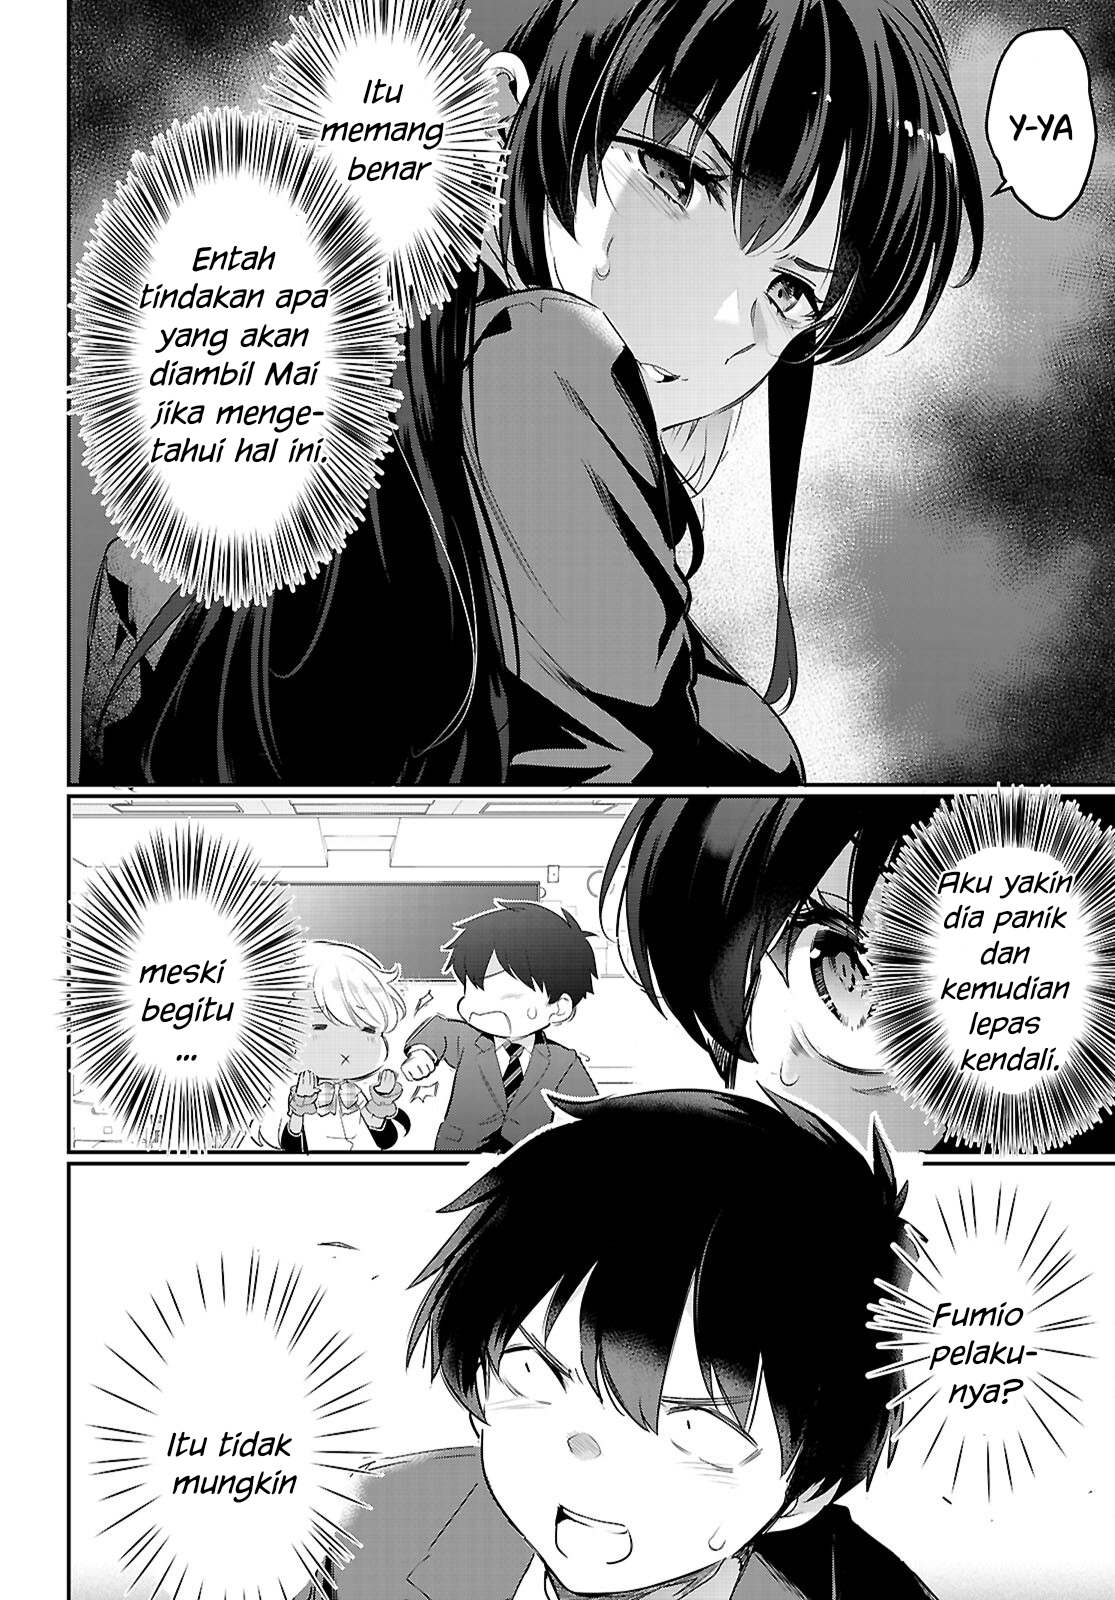 Y-YA
Itu
memang
benar
Entah
tindakan apa
yang akan
diambil Mai
jika menge-
tahui hal ini.
Aku yakin
dia panik
dan
kemudian
lepas
kendali.
meski
begitu
...
Fumio
pelaku-
nya?
Itu tidak
mungkin